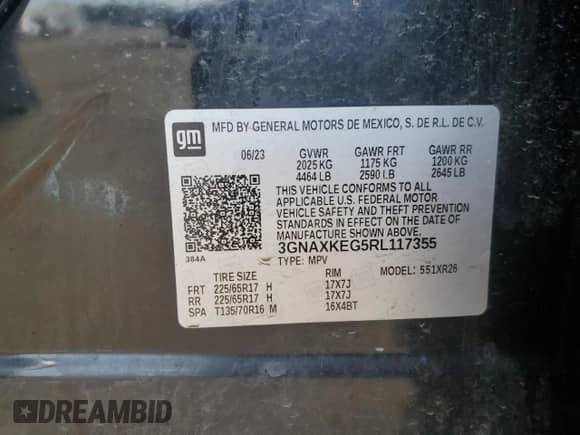 gm
MFD BY GENERAL MOTORS DE MEXICO, S. DE R.L. DE C.V.
06/23 GVWR GAWR FRT GAWR RR
2025 KG 1175 KG 1200 KG
4464 LB 2590 LB 2645 LB
THIS VEHICLE CONFORMS TO ALL
APPLICABLE U.S. FEDERAL MOTOR
VEHICLE SAFETY AND THEFT PREVENTION
STANDARDS IN EFFECT ON THE DATE OF
MANUFACTURE SHOWN ABOVE.
384A 3GNAXKEG5RL117355
TYPE: MPV MODEL: 551XR26
TIRE SIZE RIM
FRT 225/65R17 H 17X7J
RR 225/65R17 H 17X7J
SPA T135/70R16 M 16X4BT
DREAMBID